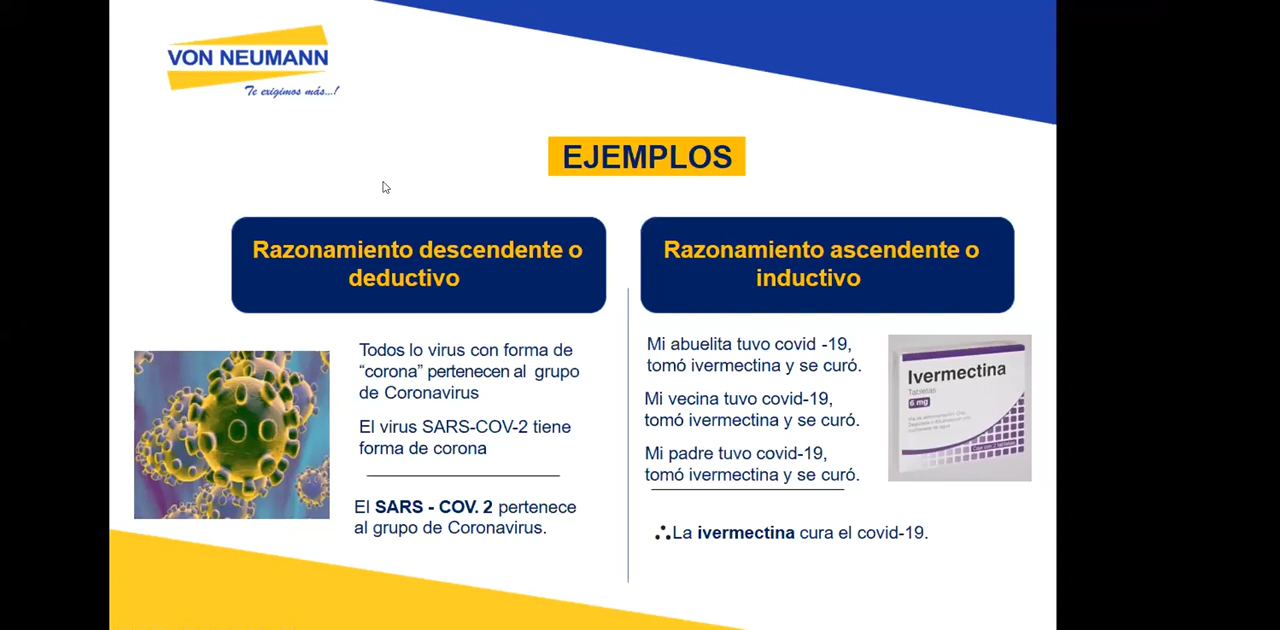 VON NEUMANN
Te exigimos más...!
EJEMPLOS
Razonamiento descendente o
deductivo
Todos lo virus con forma de
“corona” pertenecen al grupo
de Coronavirus
El virus SARS-COV-2 tiene
forma de corona
El SARS - COV. 2 pertenece
al grupo de Coronavirus.
Razonamiento ascendente o
inductivo
Mi abuelita tuvo covid -19,
tomó ivermectina y se curó.
Mi vecina tuvo covid-19,
tomó ivermectina y se curó.
Mi padre tuvo covid-19,
tomó ivermectina y se curó.
∴La ivermectina cura el covid-19.
Ivermectina
Tabletas
6 mg